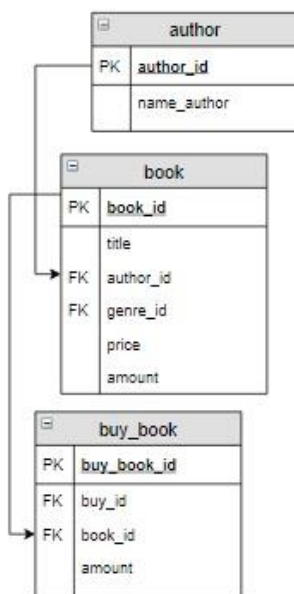 author
PK author_id
name_author
book
PK book_id
title
FK author_id
FK genre_id
price
amount
buy_book
PK buy_book_id
FK buy_id
FK book_id
amount